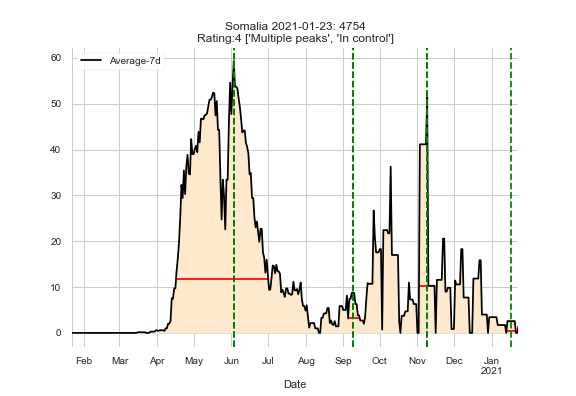 Somalia 2021-01-23: 4754
Rating:4 ['Multiple peaks', 'In control']
Average-7d
60
50
40
30
20
10
0
Feb Mar Apr May Jun Jul Aug Sep Oct Nov Dec Jan
2021
Date